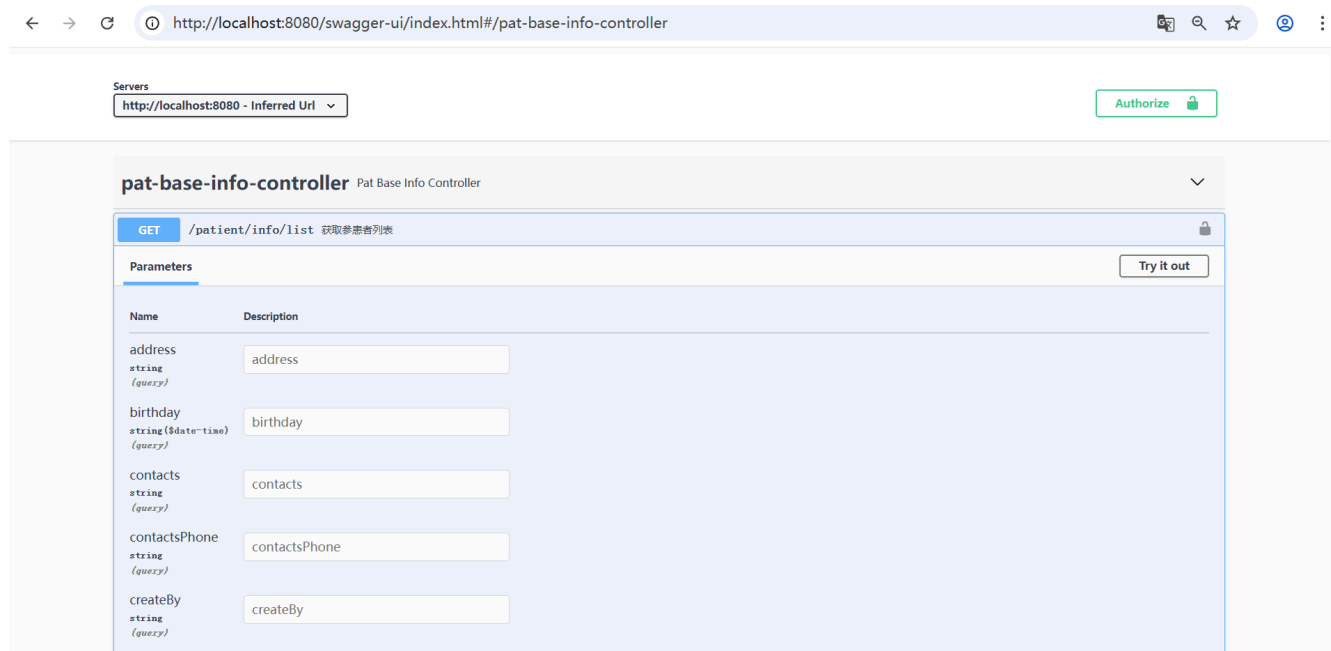 http://localhost:8080/swagger-ui/index.html#/pat-base-info-controller
Servers
http://localhost:8080 - Inferred Url
Authorize
pat-base-info-controller Pat Base Info Controller
GET /patient/info/list 获取参患者列表
Parameters
Try it out
Name Description
address
string
(query)
address
birthday
string($date-time)
(query)
birthday
contacts
string
(query)
contacts
contactsPhone
string
(query)
contactsPhone
createBy
string
(query)
createBy